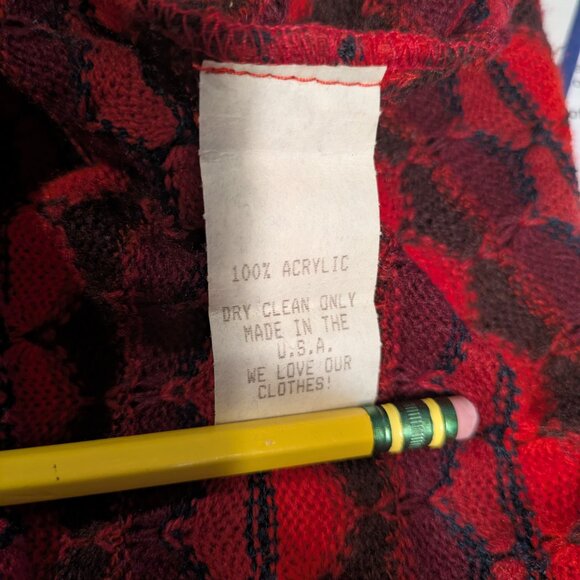 100% ACRYLIC
DRY CLEAN ONLY
MADE IN THE
U.S.A.
WE LOVE OUR
CLOTHES!